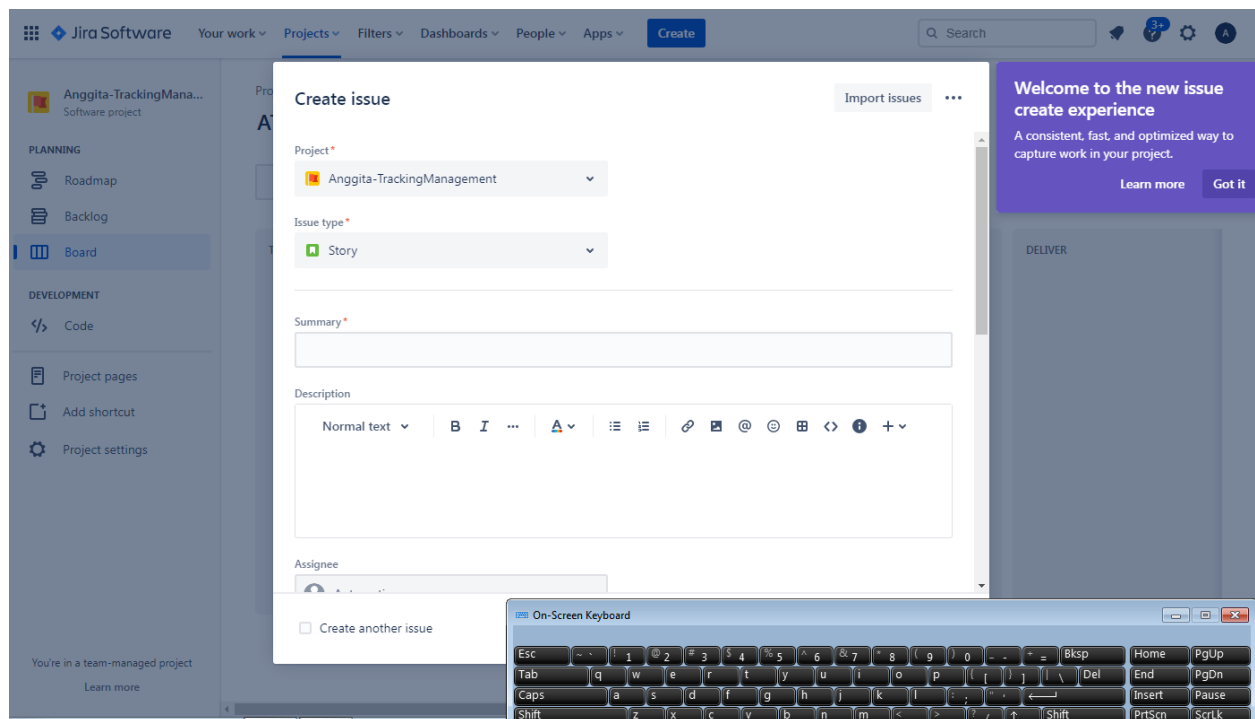 Jira Software Your work Projects Filters Dashboards People Apps Create Search 3+ A
Anggita-TrackingMana...
Software project
PLANNING
Roadmap
Backlog
Board
DEVELOPMENT
Code
Project pages
Add shortcut
Project settings
You're in a team-managed project
Learn more
Create issue Import issues
Project*
Anggita-TrackingManagement
Issue type*
Story
Summary*
Description
Normal text B I ... A @ +
Assignee
Create another issue
Welcome to the new issue
create experience
A consistent, fast, and optimized way to
capture work in your project.
Learn more Got it
DELIVER
On-Screen Keyboard
Esc ~ ` ! 1 @ 2 # 3 $ 4 % 5 ^ 6 & 7 * 8 ( 9 ) 0 _ - + = Bksp Home PgUp
Tab q w e r t y u i o p { [ } ] | \ Del End PgDn
Caps a s d f g h j k l : ; " ' Insert Pause
Shift z x c v b n m < , > . ? / ↑ Shift PrtScn ScrLk